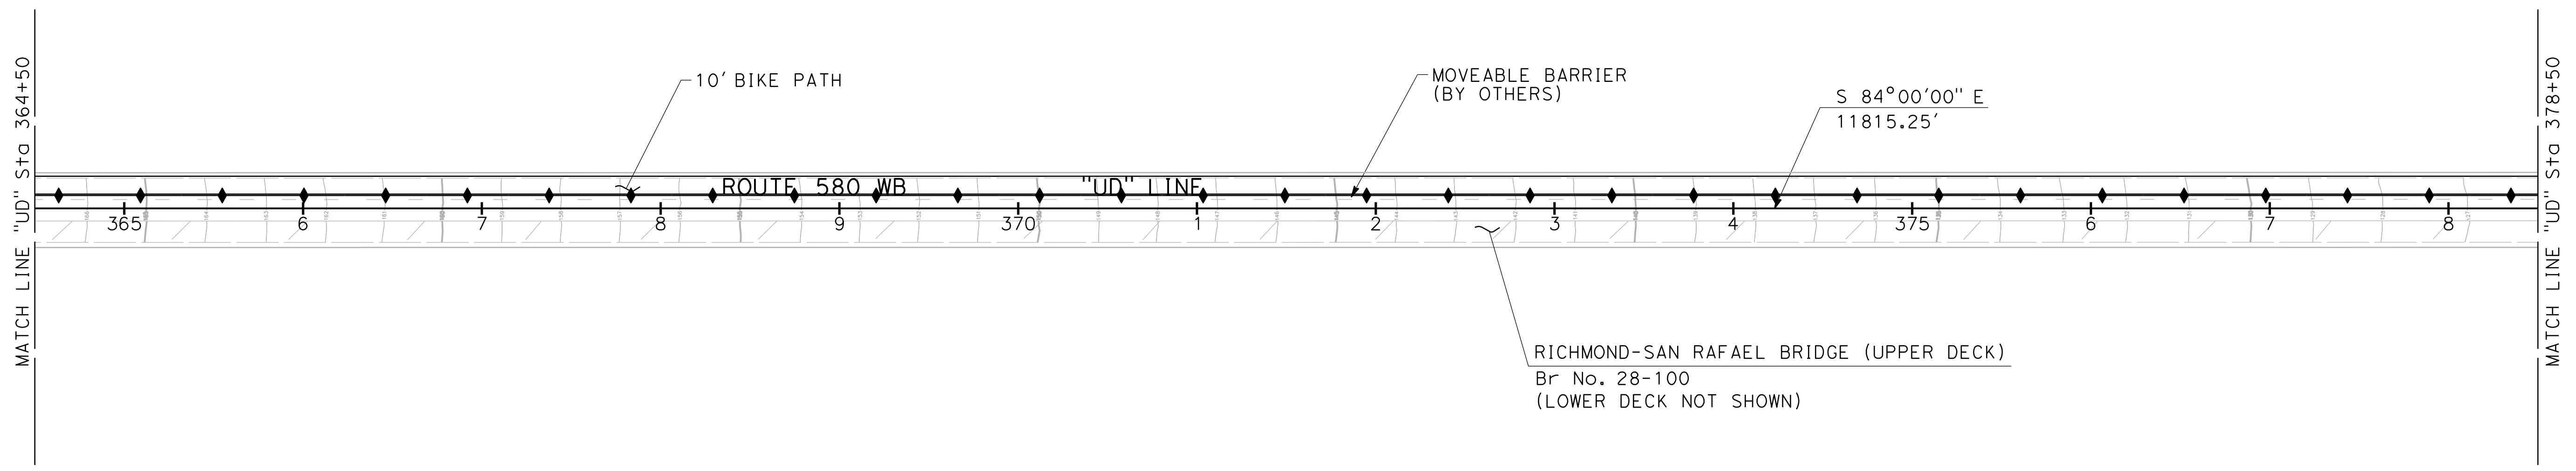 10' BIKE PATH
MOVEABLE BARRIER
(BY OTHERS)
S 84°00'00" E
11815.25'
MATCH LINE "UD" Sta 364+50
ROUTE 580 WB "UD" LINE
365 6 7 8 9 370 1 2 3 4 375 6 7 8
MATCH LINE "UD" Sta 378+50
RICHMOND-SAN RAFAEL BRIDGE (UPPER DECK)
Br No. 28-100
(LOWER DECK NOT SHOWN)